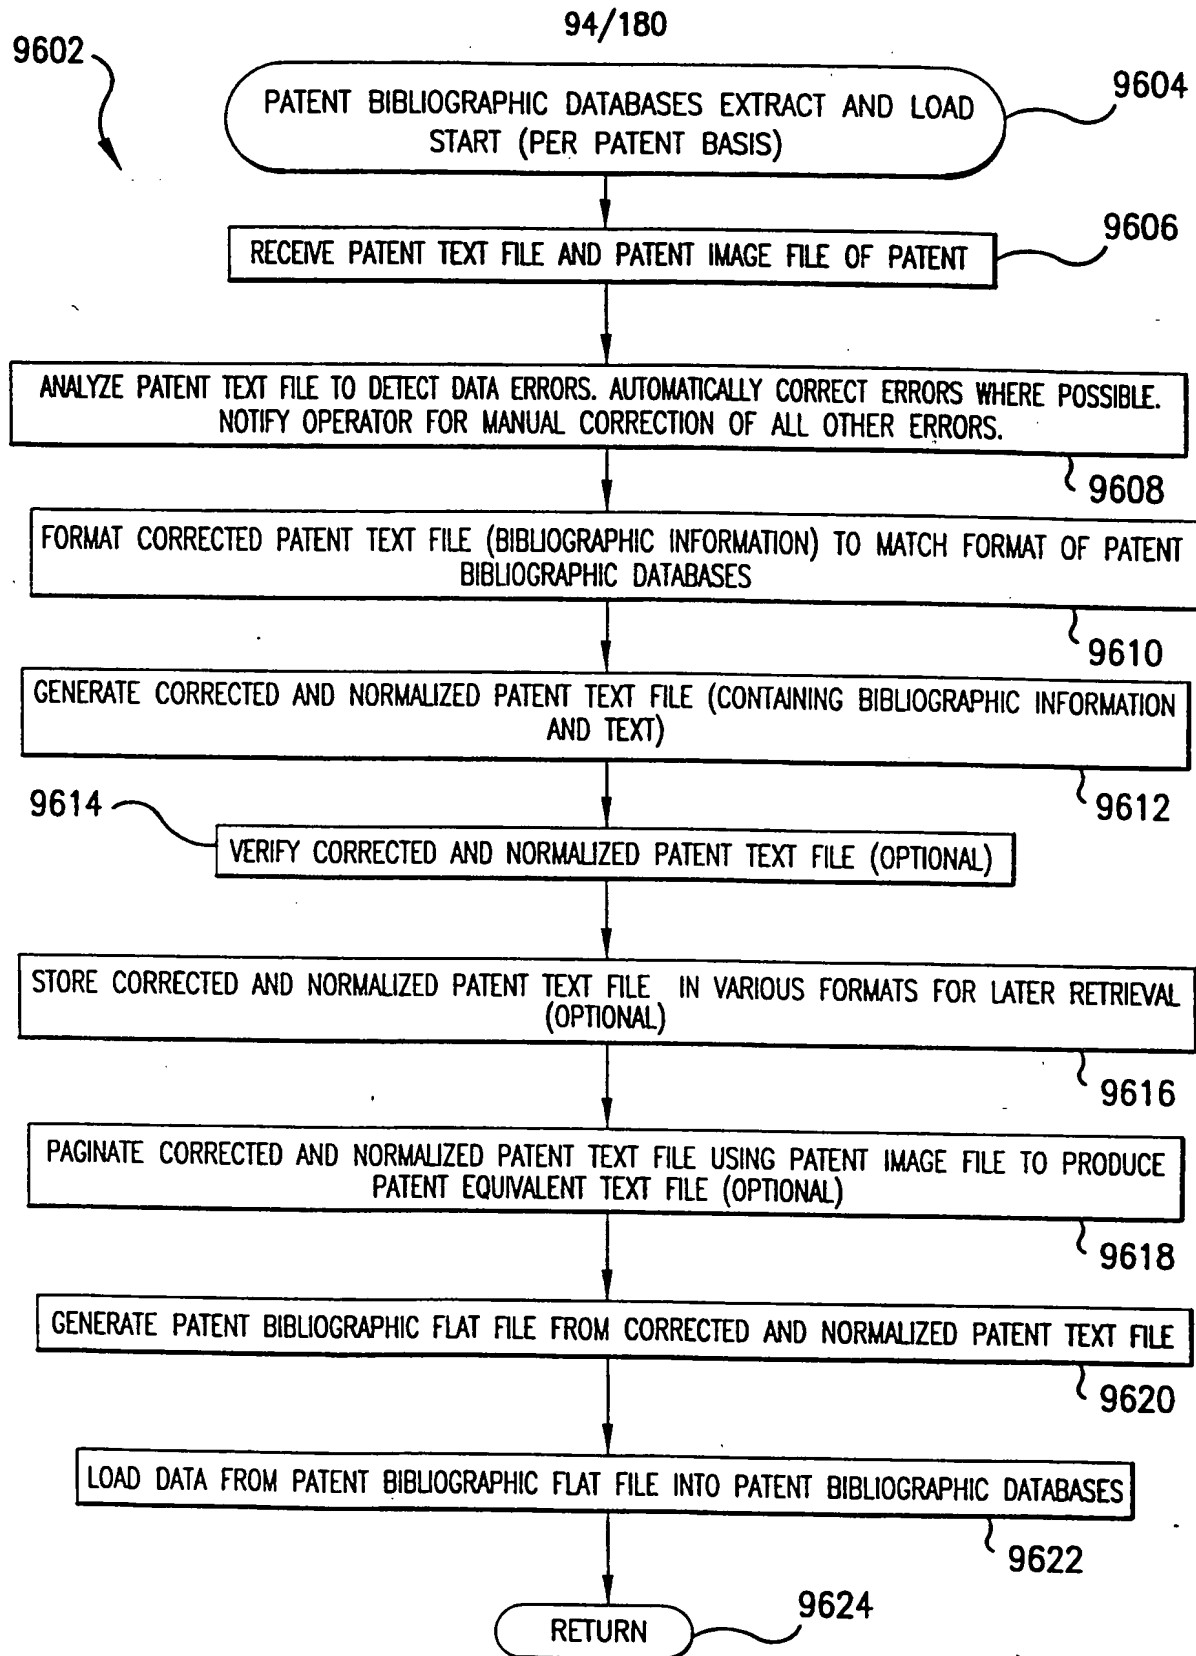 94/180
9602
PATENT BIBLIOGRAPHIC DATABASES EXTRACT AND LOAD
START (PER PATENT BASIS)
9604
RECEIVE PATENT TEXT FILE AND PATENT IMAGE FILE OF PATENT
9606
ANALYZE PATENT TEXT FILE TO DETECT DATA ERRORS. AUTOMATICALLY CORRECT ERRORS WHERE POSSIBLE.
NOTIFY OPERATOR FOR MANUAL CORRECTION OF ALL OTHER ERRORS.
9608
FORMAT CORRECTED PATENT TEXT FILE (BIBLIOGRAPHIC INFORMATION) TO MATCH FORMAT OF PATENT
BIBLIOGRAPHIC DATABASES
9610
GENERATE CORRECTED AND NORMALIZED PATENT TEXT FILE (CONTAINING BIBLIOGRAPHIC INFORMATION
AND TEXT)
9612
9614
VERIFY CORRECTED AND NORMALIZED PATENT TEXT FILE (OPTIONAL)
STORE CORRECTED AND NORMALIZED PATENT TEXT FILE IN VARIOUS FORMATS FOR LATER RETRIEVAL
(OPTIONAL)
9616
PAGINATE CORRECTED AND NORMALIZED PATENT TEXT FILE USING PATENT IMAGE FILE TO PRODUCE
PATENT EQUIVALENT TEXT FILE (OPTIONAL)
9618
GENERATE PATENT BIBLIOGRAPHIC FLAT FILE FROM CORRECTED AND NORMALIZED PATENT TEXT FILE
9620
LOAD DATA FROM PATENT BIBLIOGRAPHIC FLAT FILE INTO PATENT BIBLIOGRAPHIC DATABASES
9622
RETURN
9624